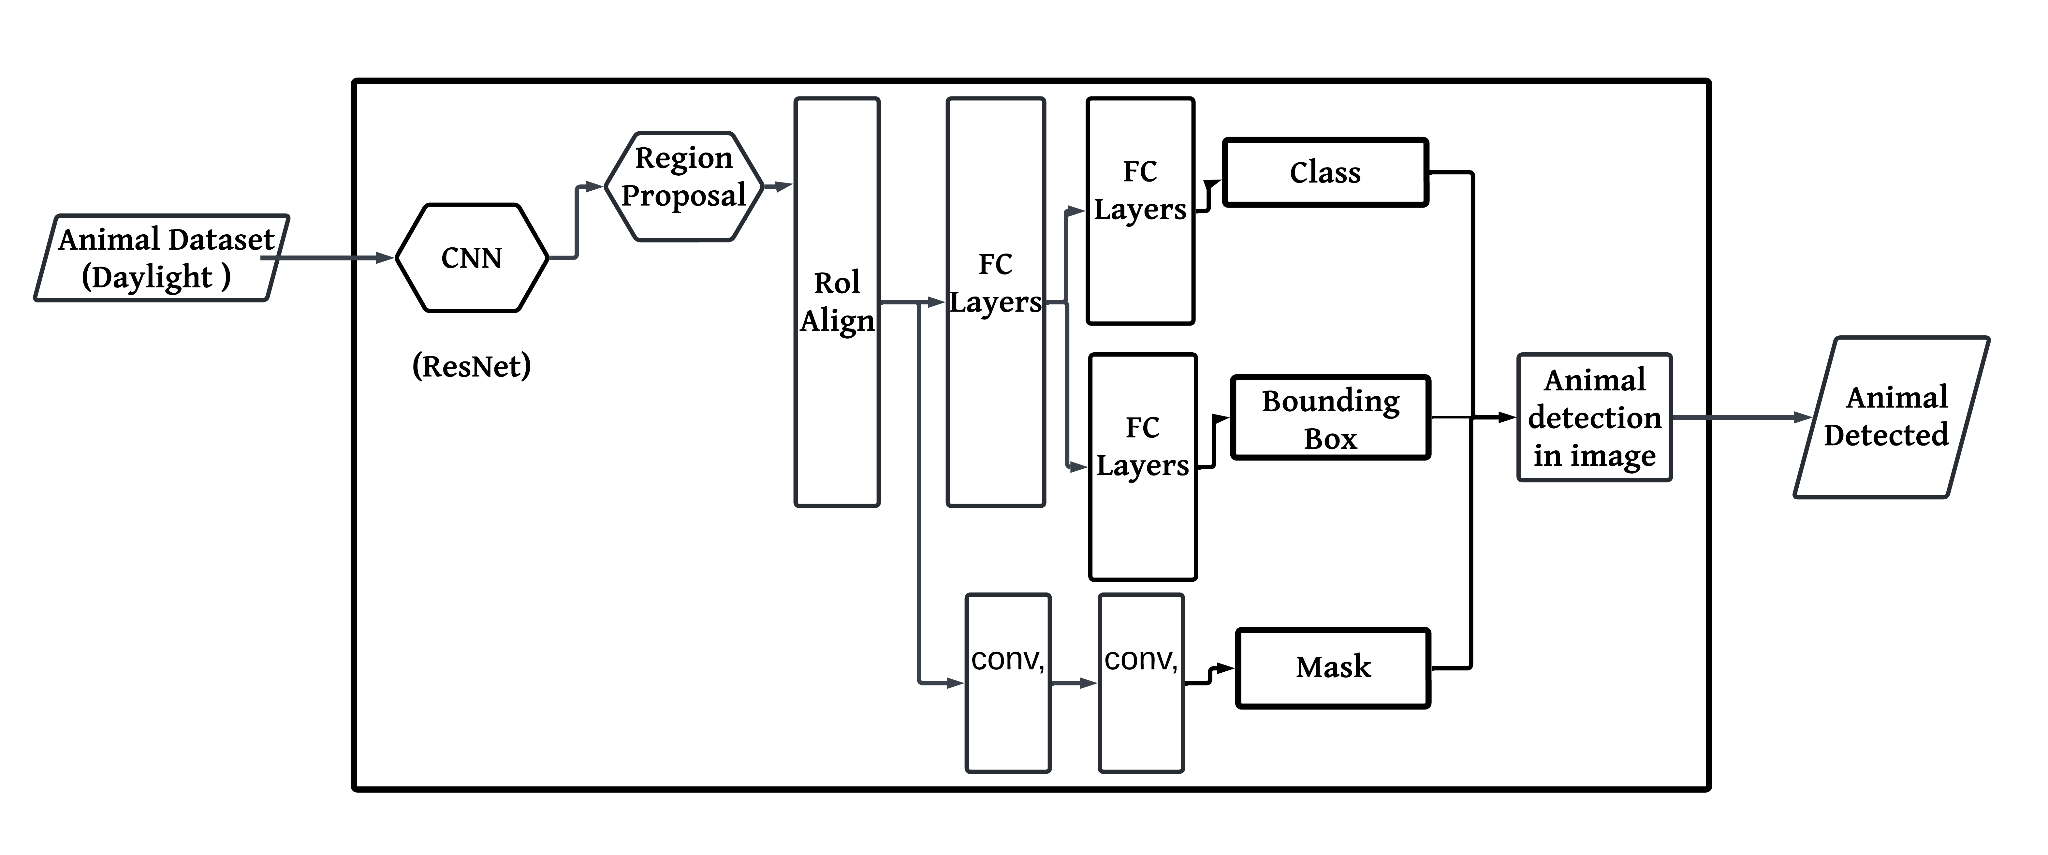 Animal Dataset
(Daylight )
CNN
(ResNet)
Region
Proposal
RoI
Align
FC
Layers
FC
Layers
Class
FC
Layers
Bounding
Box
conv,
conv,
Mask
Animal
detection
in image
Animal
Detected